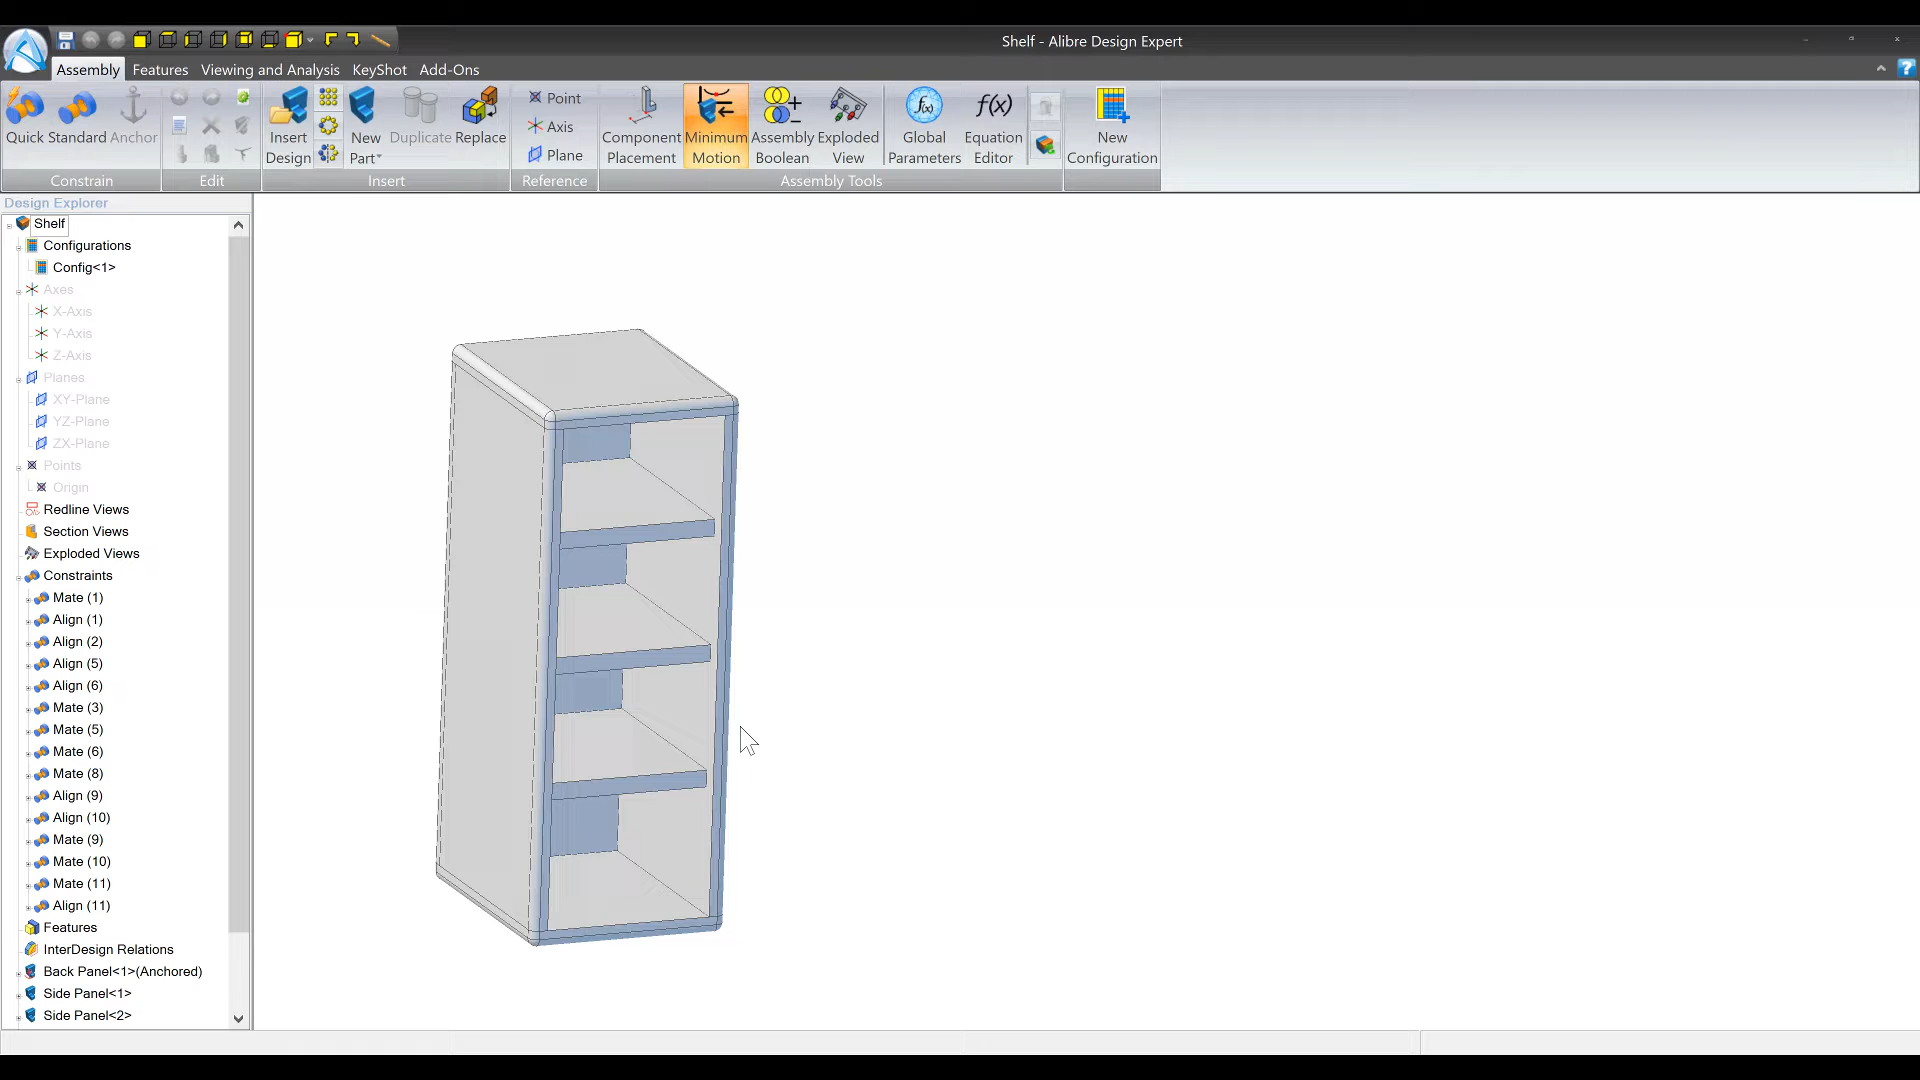 Shelf - Alibre Design Expert
Assembly Features Viewing and Analysis KeyShot Add-Ons
Quick Standard Anchor
Constrain
Edit
Insert Design
New Part
Duplicate
Replace
Insert
Point
Axis
Plane
Reference
Component Placement
Minimum Motion
Assembly Boolean
Exploded View
f(x)
Global Parameters
f(x)
Equation Editor
Assembly Tools
New Configuration
Design Explorer
Shelf
Configurations
Config<1>
Axes
X-Axis
Y-Axis
Z-Axis
Planes
XY-Plane
YZ-Plane
ZX-Plane
Points
Origin
Redline Views
Section Views
Exploded Views
Constraints
Mate (1)
Align (1)
Align (2)
Align (5)
Align (6)
Mate (3)
Mate (5)
Mate (6)
Mate (8)
Align (9)
Align (10)
Mate (9)
Mate (10)
Mate (11)
Align (11)
Features
InterDesign Relations
Back Panel<1>(Anchored)
Side Panel<1>
Side Panel<2>